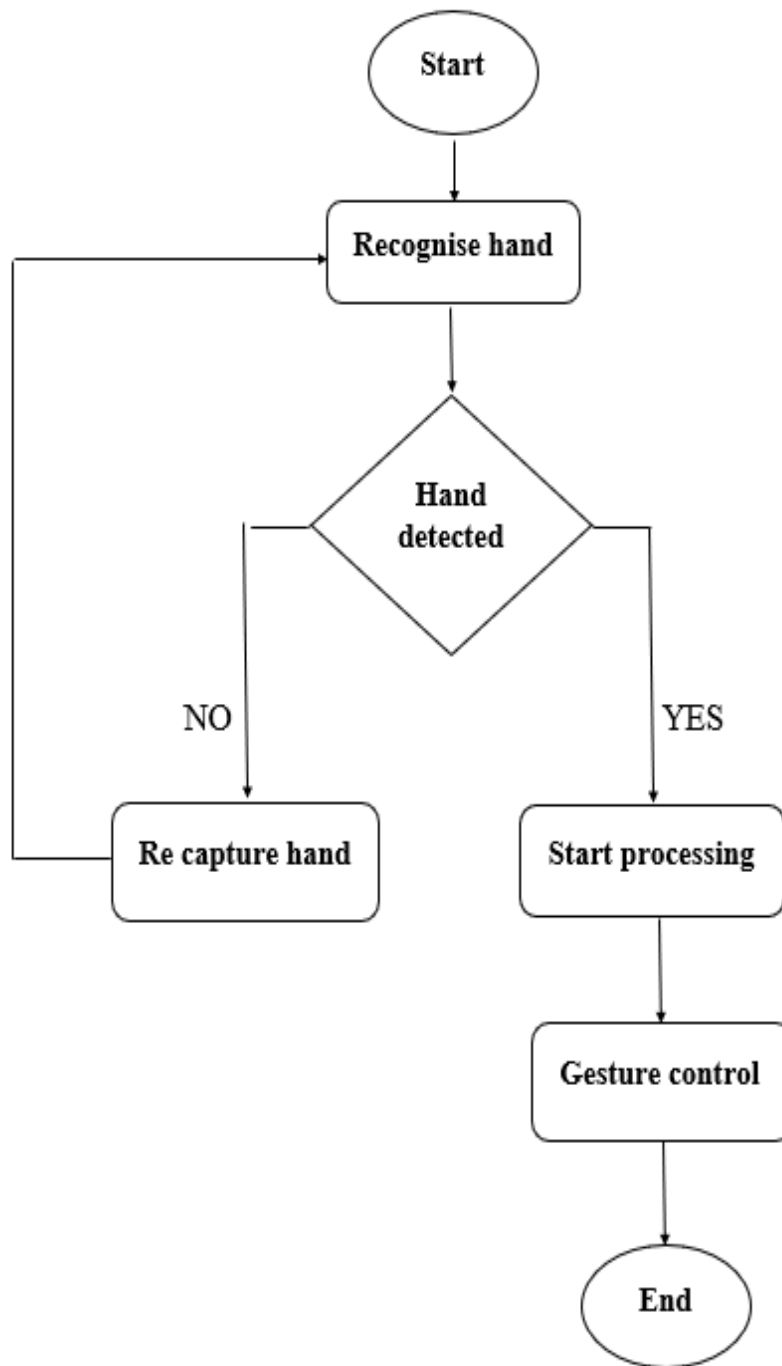 Start
Recognise hand
Hand
detected
NO
YES
Re capture hand
Start processing
Gesture control
End